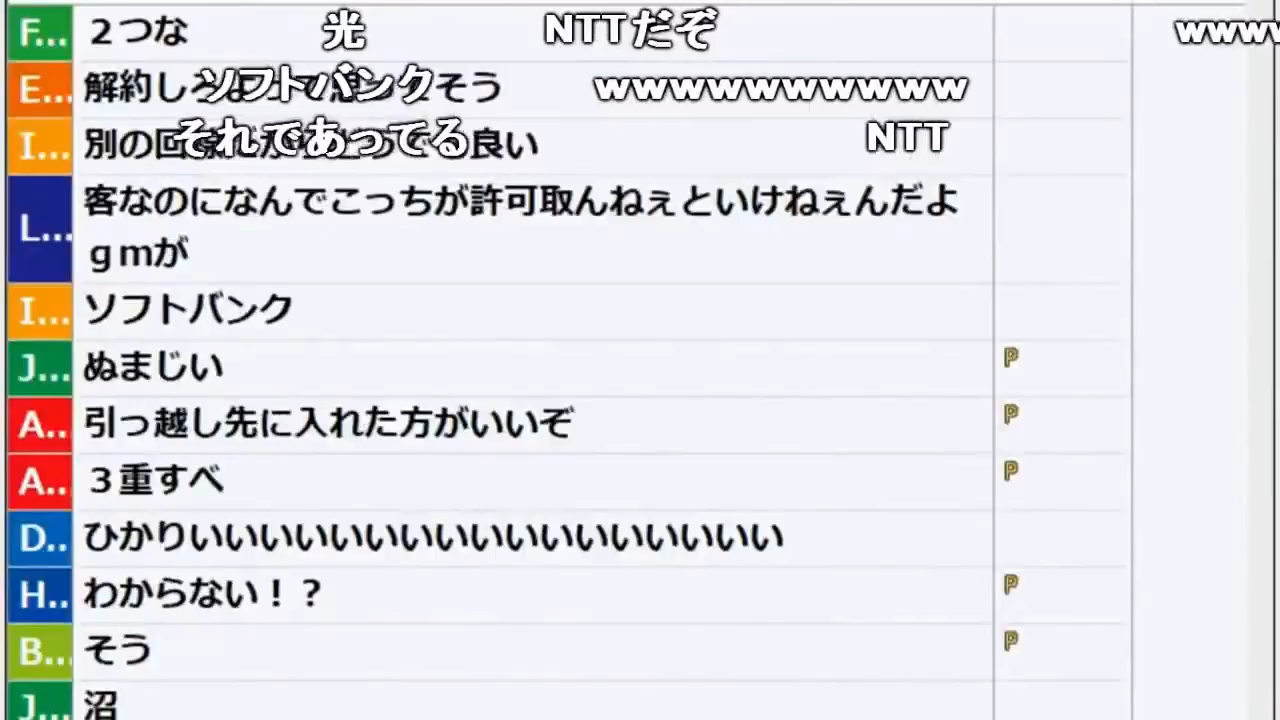 F... ２つな 光 NTTだぞ wwww
E... 解約しろ そう ソフトバンク wwwwwwwwwww
I... 別の回 良い それであってる NTT
L... 客なのになんでこっちが許可取んねぇといけねぇんだよ
ｇｍが
I... ソフトバンク
J... ぬまじい P
A.. 引っ越し先に入れた方がいいぞ P
A.. ３重すべ P
D.. ひかりいいいいいいいいいいいいいいいいい
H.. わからない！？ P
B... そう P
J... 沼